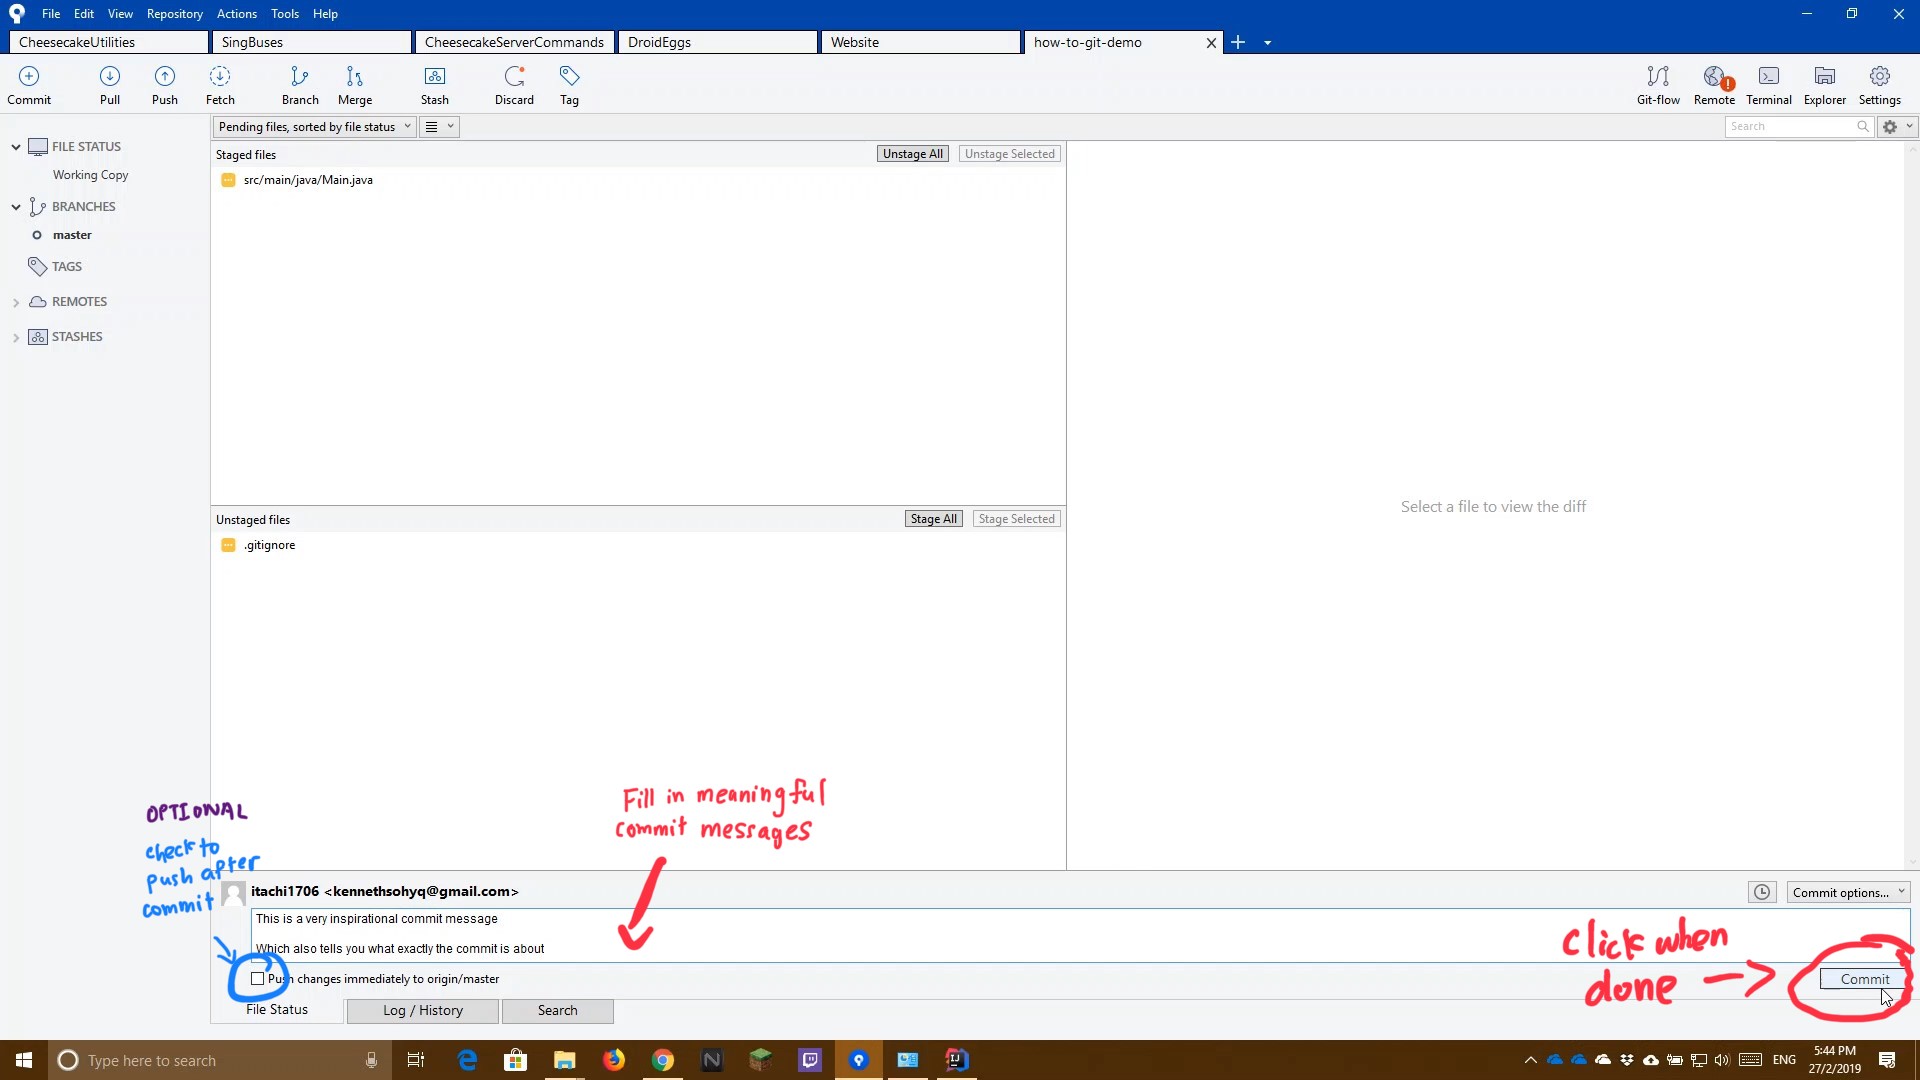 File Edit View Repository Actions Tools Help
CheesecakeUtilities SingBuses CheesecakeServerCommands DroidEggs Website how-to-git-demo
Commit Pull Push Fetch Branch Merge Stash Discard Tag Git-flow Remote Terminal Explorer Settings
Pending files, sorted by file status Search
FILE STATUS
Working Copy
BRANCHES
master
TAGS
REMOTES
STASHES
Staged files Unstage All Unstage Selected
src/main/java/Main.java
Select a file to view the diff
Unstaged files Stage All Stage Selected
.gitignore
Fill in meaningful
commit messages
OPTIONAL
check to
push after
commit
itachi1706 <kennethsohyq@gmail.com> Commit options...
This is a very inspirational commit message
Which also tells you what exactly the commit is about
click when
done
Push changes immediately to origin/master Commit
File Status Log / History Search
Type here to search ENG 5:44 PM
27/2/2019